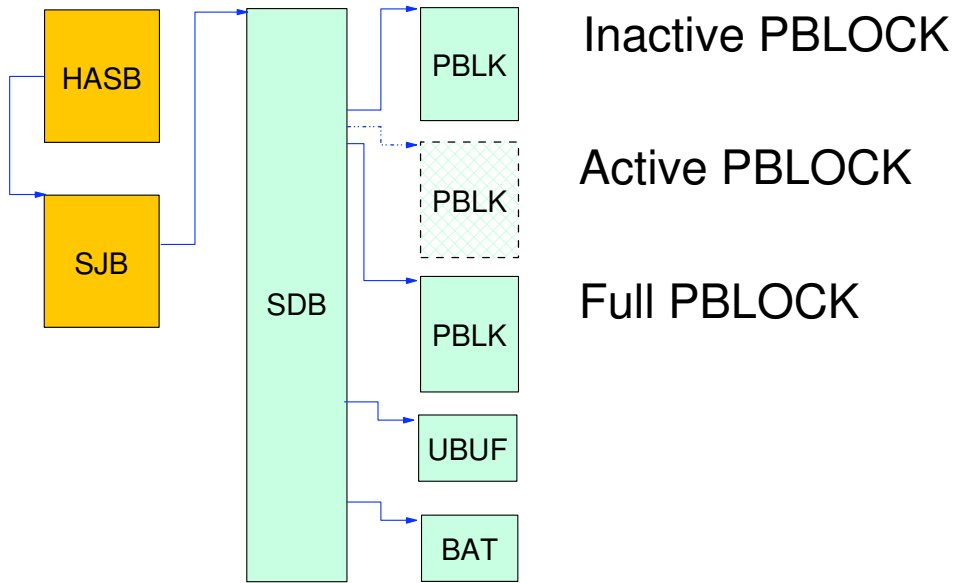 HASB
SJB
SDB
PBLK
Inactive PBLOCK
PBLK
Active PBLOCK
PBLK
Full PBLOCK
UBUF
BAT